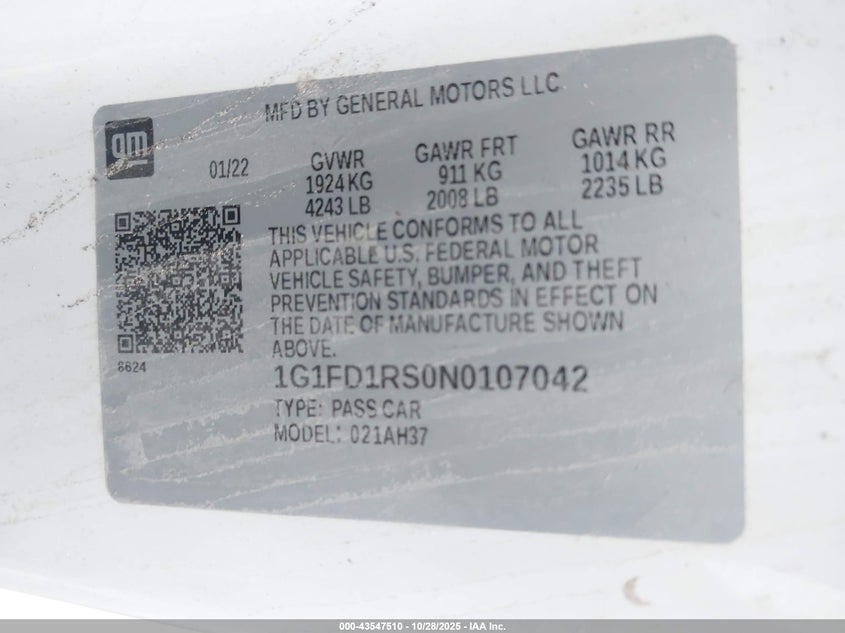 MFD BY GENERAL MOTORS LLC
gm
01/22
GVWR
1924 KG
4243 LB
GAWR FRT
911 KG
2008 LB
GAWR RR
1014 KG
2235 LB
THIS VEHICLE CONFORMS TO ALL
APPLICABLE U.S. FEDERAL MOTOR
VEHICLE SAFETY, BUMPER, AND THEFT
PREVENTION STANDARDS IN EFFECT ON
THE DATE OF MANUFACTURE SHOWN
ABOVE.
6624
1G1FD1RS0N0107042
TYPE: PASS CAR
MODEL: 021AH37
000-43547510 - 10/28/2025 - IAA Inc.